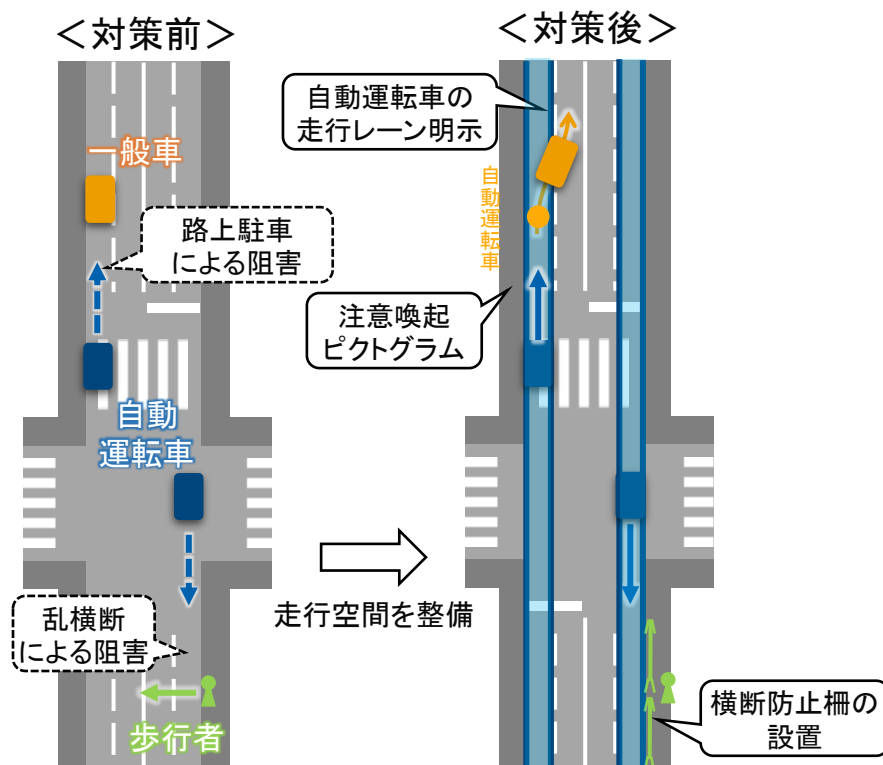 ＜対策前＞
一般車
路上駐車
による阻害
自動
運転車
乱横断
による阻害
歩行者
走行空間を整備
＜対策後＞
自動運転車の
走行レーン明示
自動運転車
注意喚起
ピクトグラム
横断防止柵の
設置